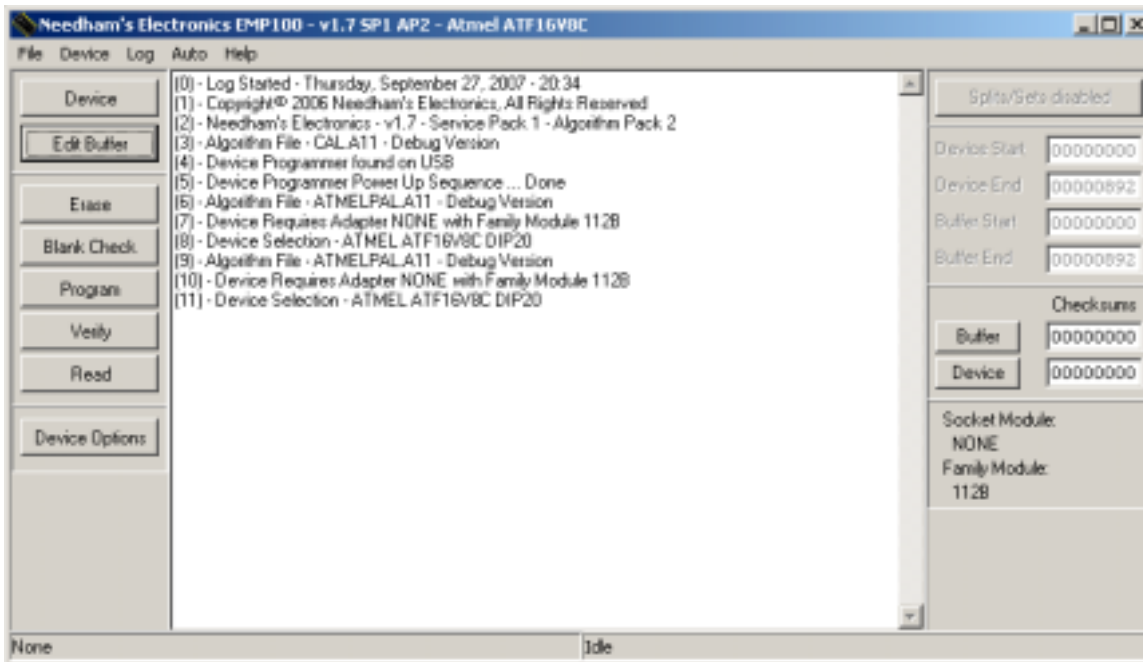 Needham's Electronics EMP100 - v1.7 SP1 AP2 - Atmel ATF16V8C
File Device Log Auto Help
Device
Edit Buffer
Erase
Blank Check
Program
Verify
Read
Device Options
(0) - Log Started - Thursday, September 27, 2007 - 20:34
(1) - Copyright© 2006 Needham's Electronics, All Rights Reserved
(2) - Needham's Electronics - v1.7 - Service Pack 1 - Algorithm Pack 2
(3) - Algorithm File - CAL.A11 - Debug Version
(4) - Device Programmer found on USB
(5) - Device Programmer Power Up Sequence ... Done
(6) - Algorithm File - ATMELPAL.A11 - Debug Version
(7) - Device Requires Adapter NONE with Family Module 112B
(8) - Device Selection - ATMEL ATF16V8C DIP20
(9) - Algorithm File - ATMELPAL.A11 - Debug Version
(10) - Device Requires Adapter NONE with Family Module 112B
(11) - Device Selection - ATMEL ATF16V8C DIP20
Splits/Sets disabled
Device Start 00000000
Device End 00000892
Buffer Start 00000000
Buffer End 00000892
Checksums
Buffer 00000000
Device 00000000
Socket Module:
NONE
Family Module:
112B
None
Idle